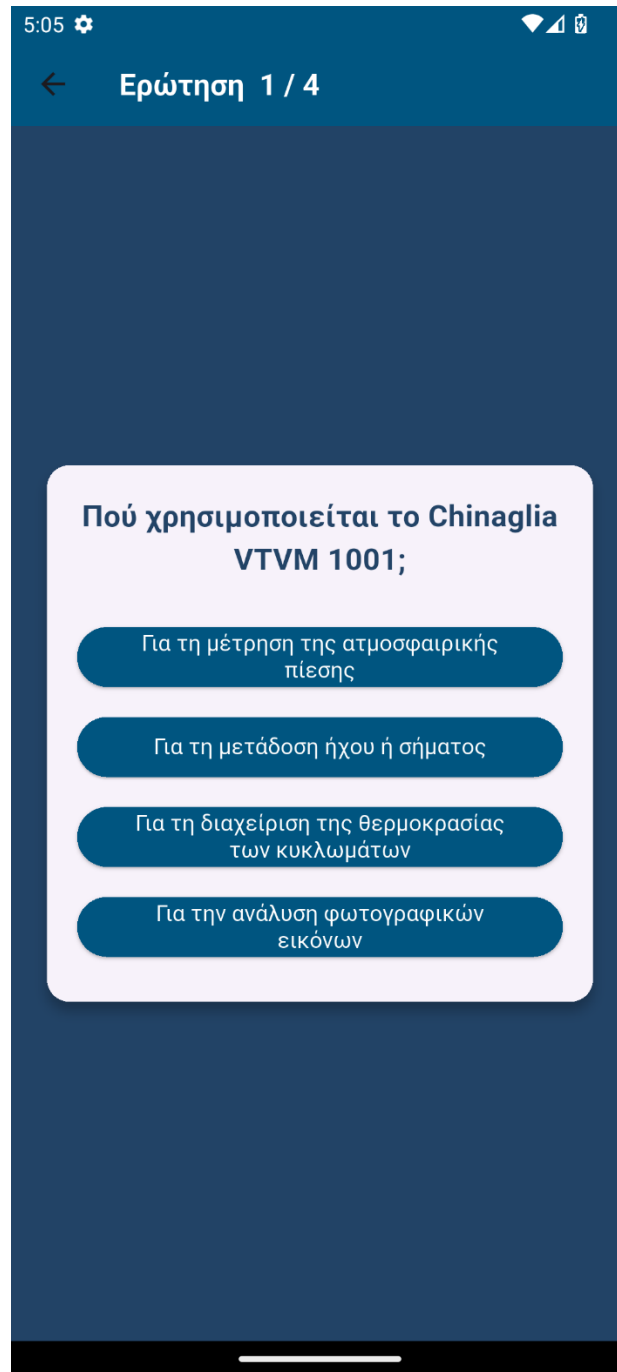 5:05
Ερώτηση 1 / 4
Πού χρησιμοποιείται το Chinaglia
VTVM 1001;
Για τη μέτρηση της ατμοσφαιρικής
πίεσης
Για τη μετάδοση ήχου ή σήματος
Για τη διαχείριση της θερμοκρασίας
των κυκλωμάτων
Για την ανάλυση φωτογραφικών
εικόνων